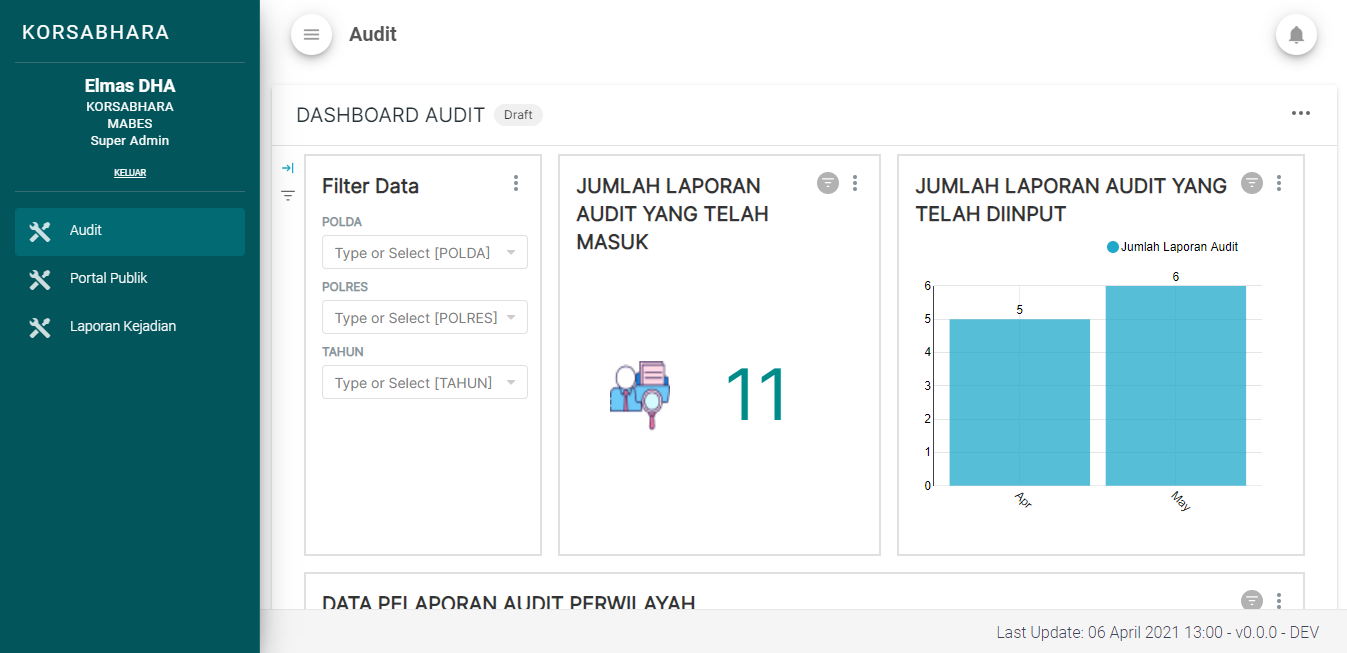 KORSABHARA
Elmas DHA
KORSABHARA
MABES
Super Admin
KELUAR
Audit
Portal Publik
Laporan Kejadian
Audit
DASHBOARD AUDIT Draft
Filter Data
POLDA
Type or Select [POLDA]
POLRES
Type or Select [POLRES]
TAHUN
Type or Select [TAHUN]
JUMLAH LAPORAN
AUDIT YANG TELAH
MASUK
11
JUMLAH LAPORAN AUDIT YANG
TELAH DIINPUT
Jumlah Laporan Audit
6
5
6
5
4
3
2
1
0
Apr
May
DATA PELAPORAN AUDIT PERWILAYAH
Last Update: 06 April 2021 13:00 - v0.0.0 - DEV